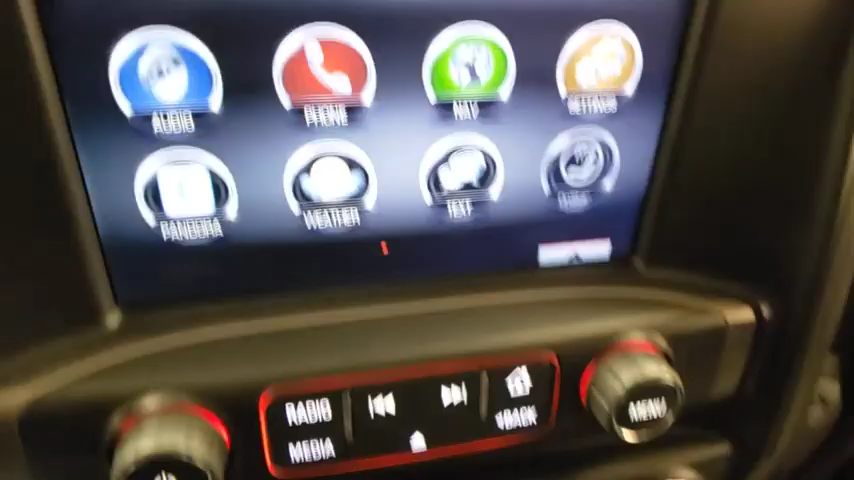 AUDIO
PHONE
NAV
SETTINGS
PANDORA
WEATHER
TEXT
RADIO
MEDIA
BACK
MENU